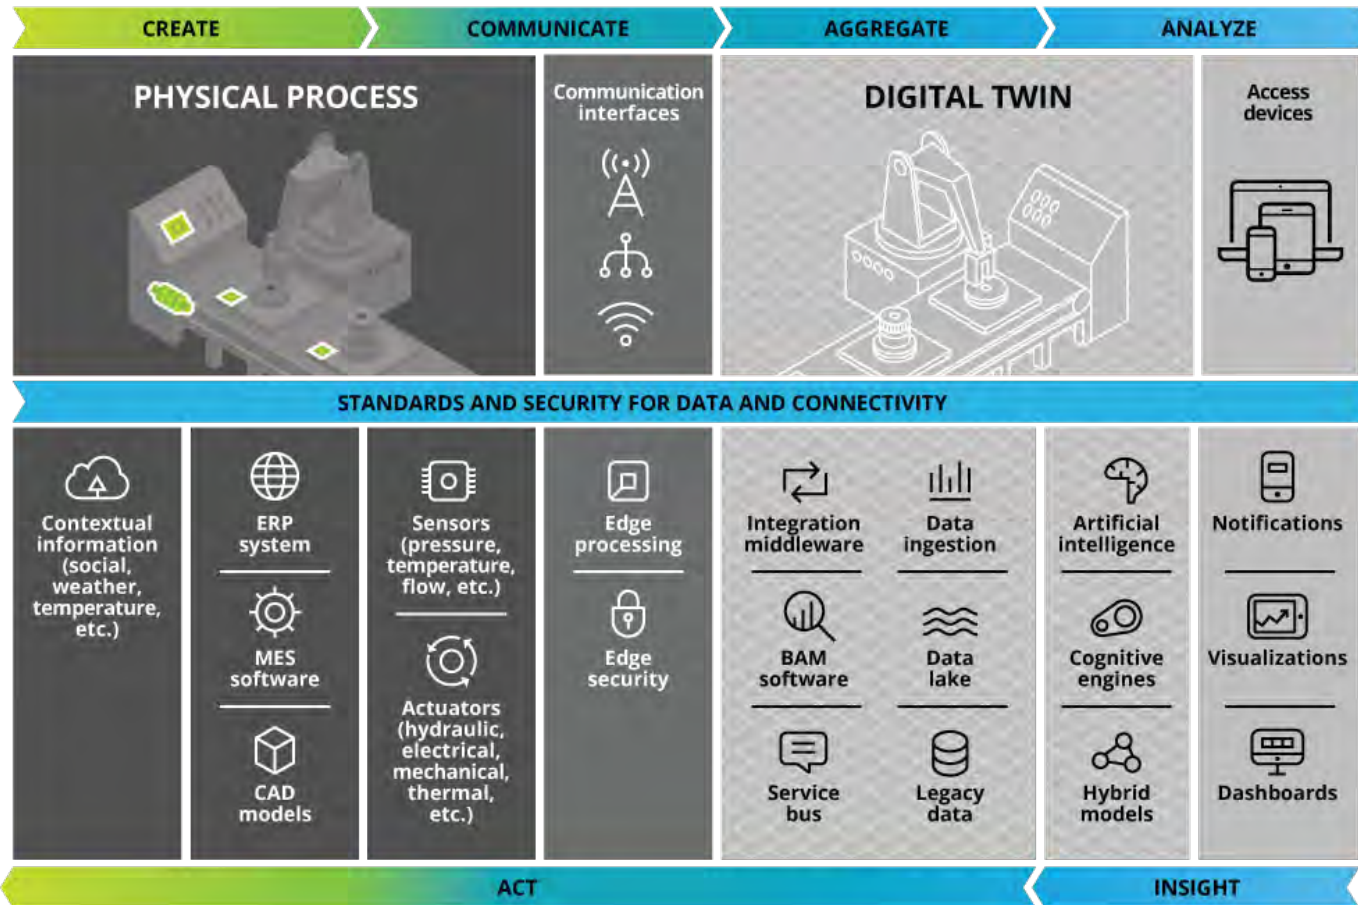 CREATE
COMMUNICATE
AGGREGATE
ANALYZE
PHYSICAL PROCESS
Communication
interfaces
DIGITAL TWIN
Access
devices
STANDARDS AND SECURITY FOR DATA AND CONNECTIVITY
Contextual
information
(social,
weather,
temperature,
etc.)
ERP
system
MES
software
CAD
models
Sensors
(pressure,
temperature,
flow, etc.)
Actuators
(hydraulic,
electrical,
mechanical,
thermal,
etc.)
Edge
processing
Edge
security
Integration
middleware
BAM
software
Service
bus
Data
ingestion
Data
lake
Legacy
data
Artificial
intelligence
Cognitive
engines
Hybrid
models
Notifications
Visualizations
Dashboards
ACT
INSIGHT